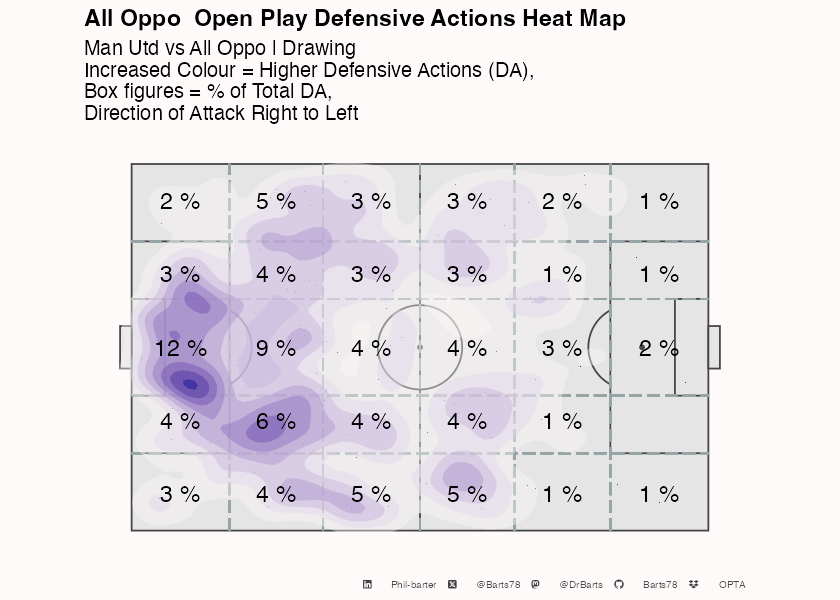 All Oppo  Open Play Defensive Actions Heat Map
Man Utd vs All Oppo | Drawing
Increased Colour = Higher Defensive Actions (DA),
Box figures = % of Total DA,
Direction of Attack Right to Left
2 % 5 % 3 % 3 % 2 % 1 %
3 % 4 % 3 % 3 % 1 % 1 %
12 % 9 % 4 % 4 % 3 % 2 %
4 % 6 % 4 % 4 % 1 %
3 % 4 % 5 % 5 % 1 % 1 %
Phil-barter @Barts78 @DrBarts Barts78 OPTA